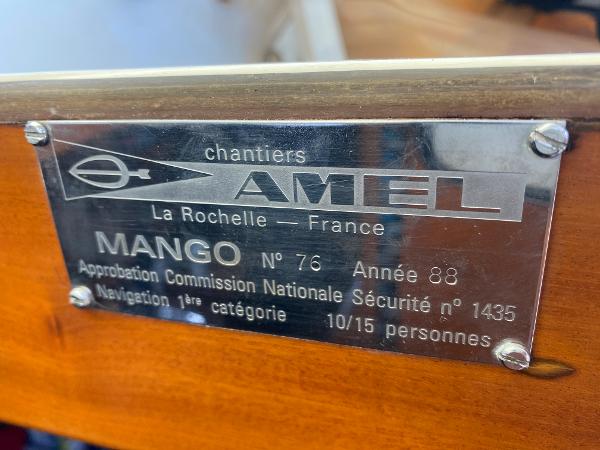 chantiers
AMEL
La Rochelle — France
MANGO N° 76 Année 88
Approbation Commission Nationale Sécurité n° 1435
Navigation 1ère catégorie 10/15 personnes